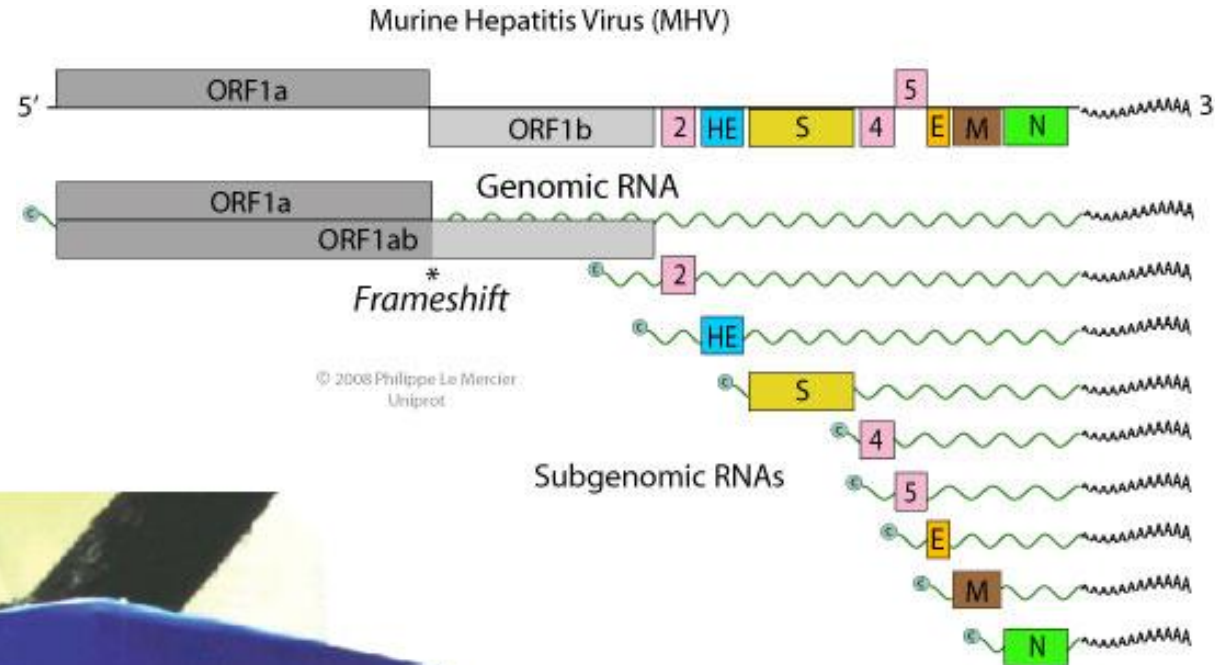 Murine Hepatitis Virus (MHV)
5' ORF1a ORF1b 2 HE S 4 5 E M N 3
Genomic RNA
c ORF1a
ORF1ab
*
Frameshift
c 2
c HE
© 2008 Philippe Le Mercier
Uniprot
c S
c 4
Subgenomic RNAs
c 5
c E
c M
c N